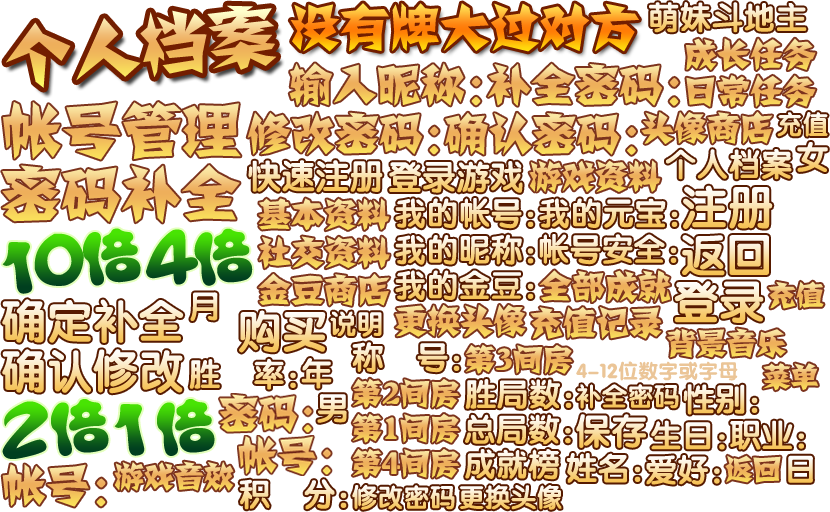 个人档案
没有牌大过对方
萌妹斗地主
成长任务
输入昵称:
补全密码:
日常任务
帐号管理
修改密码:
确认密码:
头像商店
充值
快速注册
登录游戏
游戏资料
个人档案
女
密码补全
基本资料
我的帐号:
我的元宝:
注册
10倍
4倍
社交资料
我的昵称:
帐号安全:
返回
金豆商店
我的金豆:
全部成就
登录
充值
确定补全
月
购买
说明
更换头像
充值记录
背景音乐
确认修改
胜 率:
年
称 号:
第3间房
4-12位数字或字母
菜单
2倍
1倍
密码:
男
第2间房
胜局数:
补全密码
性别:
第1间房
总局数:
保存
生日:
职业:
帐号:
帐号:
游戏音效
第4间房
成就榜
姓名:
爱好:
返回
日
积 分:
修改密码
更换头像